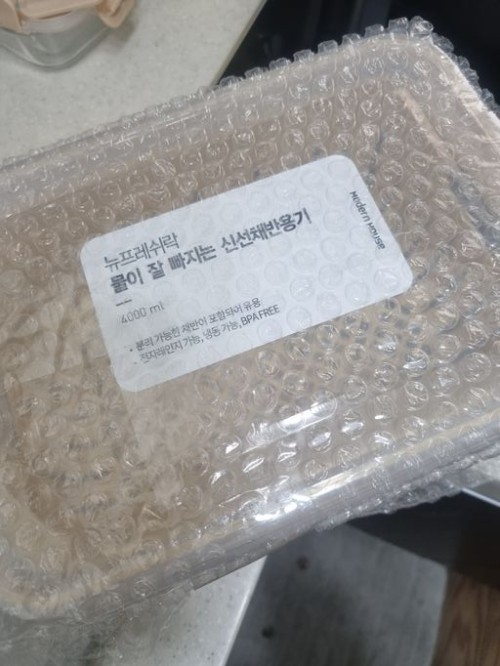 뉴프레쉬락
물이 잘 빠지는 신선채반용기
4000 ml
• 분리 가능한 채반이 포함되어 유용
• 전자레인지 가능, 냉동 가능, BPA FREE
Modern House